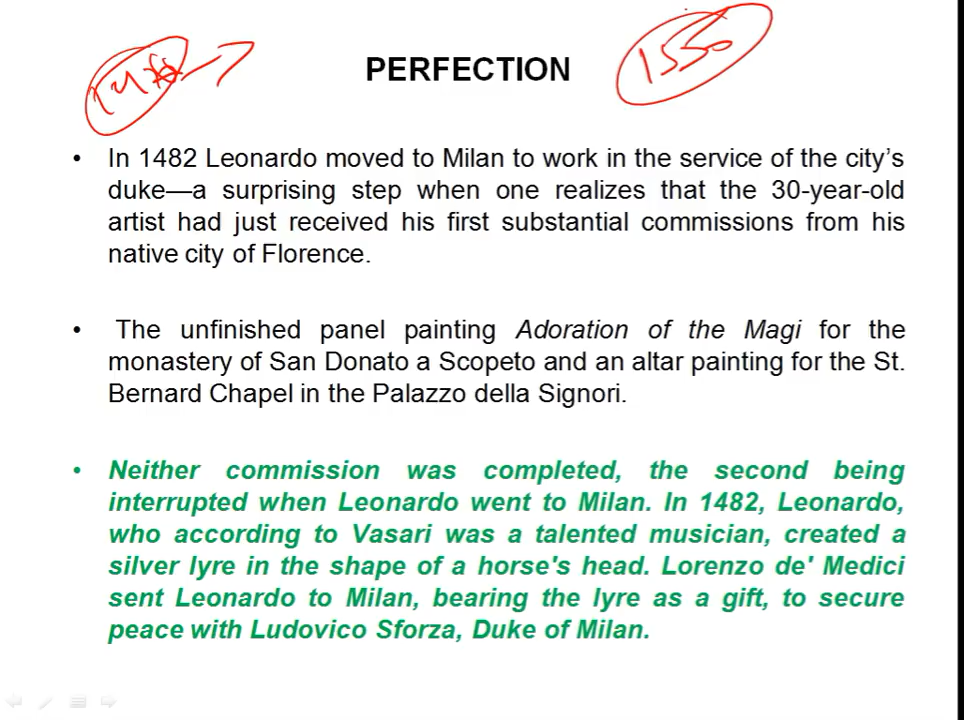 PERFECTION
1550
• In 1482 Leonardo moved to Milan to work in the service of the city's
duke—a surprising step when one realizes that the 30-year-old
artist had just received his first substantial commissions from his
native city of Florence.
• The unfinished panel painting Adoration of the Magi for the
monastery of San Donato a Scopeto and an altar painting for the St.
Bernard Chapel in the Palazzo della Signori.
• Neither commission was completed, the second being
interrupted when Leonardo went to Milan. In 1482, Leonardo,
who according to Vasari was a talented musician, created a
silver lyre in the shape of a horse's head. Lorenzo de' Medici
sent Leonardo to Milan, bearing the lyre as a gift, to secure
peace with Ludovico Sforza, Duke of Milan.